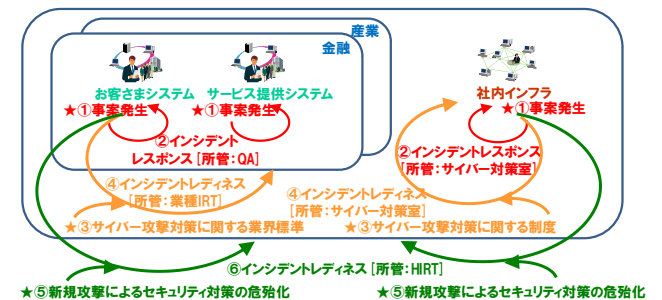 産業
金融
お客さまシステム
サービス提供システム
社内インフラ
★①事案発生
★①事案発生
★①事案発生
②インシデント
レスポンス [所管：QA]
②インシデントレスポンス
[所管：サイバー対策室]
④インシデントレディネス
[所管：業種IRT]
④インシデントレディネス
[所管：サイバー対策室]
★③サイバー攻撃対策に関する業界標準
★③サイバー攻撃対策に関する制度
⑥インシデントレディネス [所管：HIRT]
★⑤新規攻撃によるセキュリティ対策の危殆化
★⑤新規攻撃によるセキュリティ対策の危殆化